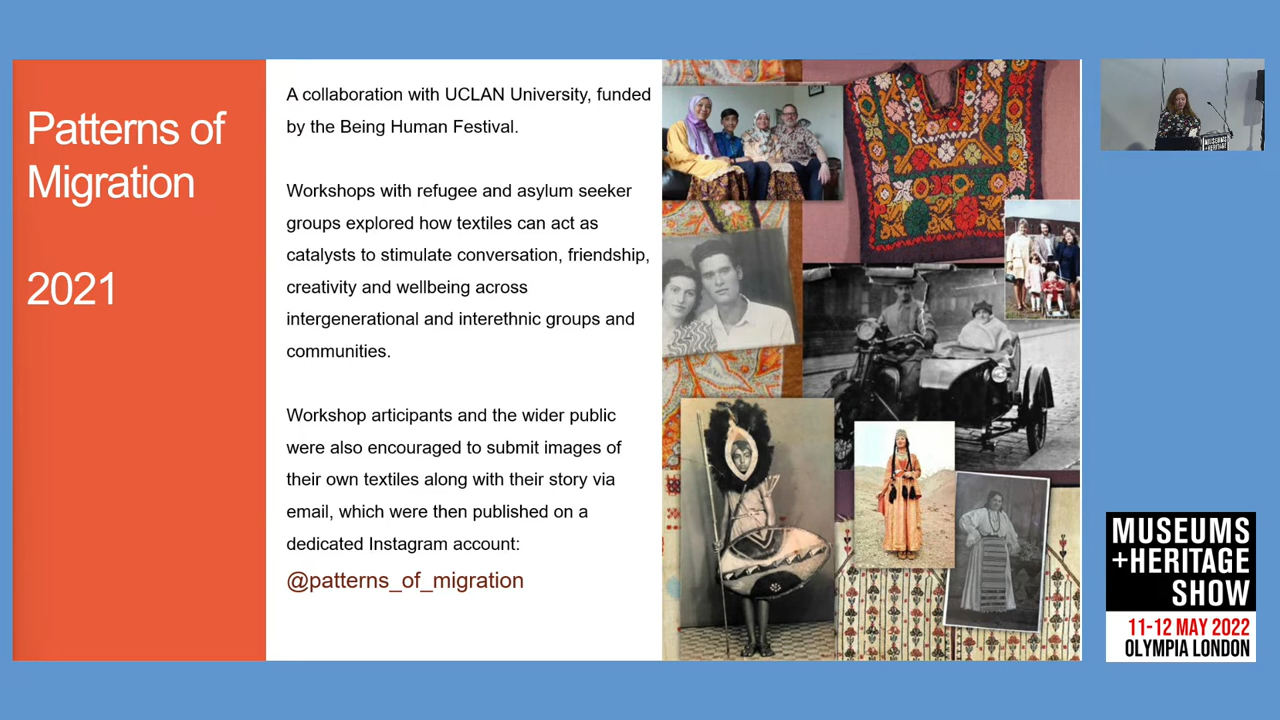 Patterns of
Migration
2021
A collaboration with UCLAN University, funded
by the Being Human Festival.
Workshops with refugee and asylum seeker
groups explored how textiles can act as
catalysts to stimulate conversation, friendship,
creativity and wellbeing across
intergenerational and interethnic groups and
communities.
Workshop articipants and the wider public
were also encouraged to submit images of
their own textiles along with their story via
email, which were then published on a
dedicated Instagram account:
@patterns_of_migration
MUSEUMS
+HERITAGE
MUSEUMS
+HERITAGE
SHOW
11-12 MAY 2022
OLYMPIA LONDON